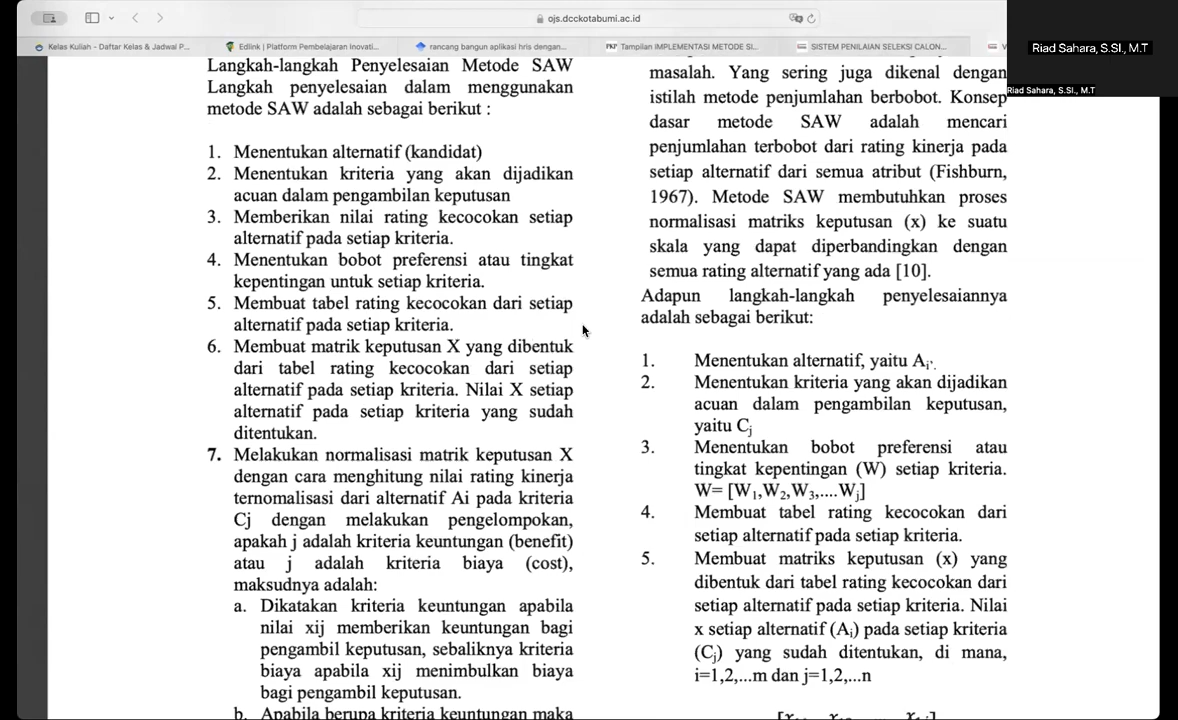 ojs.dcckotabumi.ac.id
Riad Sahara, S.SI., M.T
Riad Sahara, S.SI., M.T
Kelas Kuliah - Daftar Kelas & Jadwal P...
Edlink | Platform Pembelajaran Inovati...
rancang bangun aplikasi hris dengan...
PKP Tampilan IMPLEMENTASI METODE SI...
SISTEM PENILAIAN SELEKSI CALON...
V
Langkah-langkah Penyelesaian Metode SAW
Langkah penyelesaian dalam menggunakan
metode SAW adalah sebagai berikut :
1. Menentukan alternatif (kandidat)
2. Menentukan kriteria yang akan dijadikan
acuan dalam pengambilan keputusan
3. Memberikan nilai rating kecocokan setiap
alternatif pada setiap kriteria.
4. Menentukan bobot preferensi atau tingkat
kepentingan untuk setiap kriteria.
5. Membuat tabel rating kecocokan dari setiap
alternatif pada setiap kriteria.
6. Membuat matrik keputusan X yang dibentuk
dari tabel rating kecocokan dari setiap
alternatif pada setiap kriteria. Nilai X setiap
alternatif pada setiap kriteria yang sudah
ditentukan.
7. Melakukan normalisasi matrik keputusan X
dengan cara menghitung nilai rating kinerja
ternomalisasi dari alternatif Ai pada kriteria
Cj dengan melakukan pengelompokan,
apakah j adalah kriteria keuntungan (benefit)
atau j adalah kriteria biaya (cost),
maksudnya adalah:
a. Dikatakan kriteria keuntungan apabila
nilai xij memberikan keuntungan bagi
pengambil keputusan, sebaliknya kriteria
biaya apabila xij menimbulkan biaya
bagi pengambil keputusan.
b. Apabila berupa kriteria keuntungan maka
masalah. Yang sering juga dikenal dengan
istilah metode penjumlahan berbobot. Konsep
dasar metode SAW adalah mencari
penjumlahan terbobot dari rating kinerja pada
setiap alternatif dari semua atribut (Fishburn,
1967). Metode SAW membutuhkan proses
normalisasi matriks keputusan (x) ke suatu
skala yang dapat diperbandingkan dengan
semua rating alternatif yang ada [10].
Adapun langkah-langkah penyelesaiannya
adalah sebagai berikut:
1. Menentukan alternatif, yaitu Ai.
2. Menentukan kriteria yang akan dijadikan
acuan dalam pengambilan keputusan,
yaitu Cj
3. Menentukan bobot preferensi atau
tingkat kepentingan (W) setiap kriteria.
W= [W1,W2,W3,....Wj]
4. Membuat tabel rating kecocokan dari
setiap alternatif pada setiap kriteria.
5. Membuat matriks keputusan (x) yang
dibentuk dari tabel rating kecocokan dari
setiap alternatif pada setiap kriteria. Nilai
x setiap alternatif (Ai) pada setiap kriteria
(Cj) yang sudah ditentukan, di mana,
i=1,2,...m dan j=1,2,...n